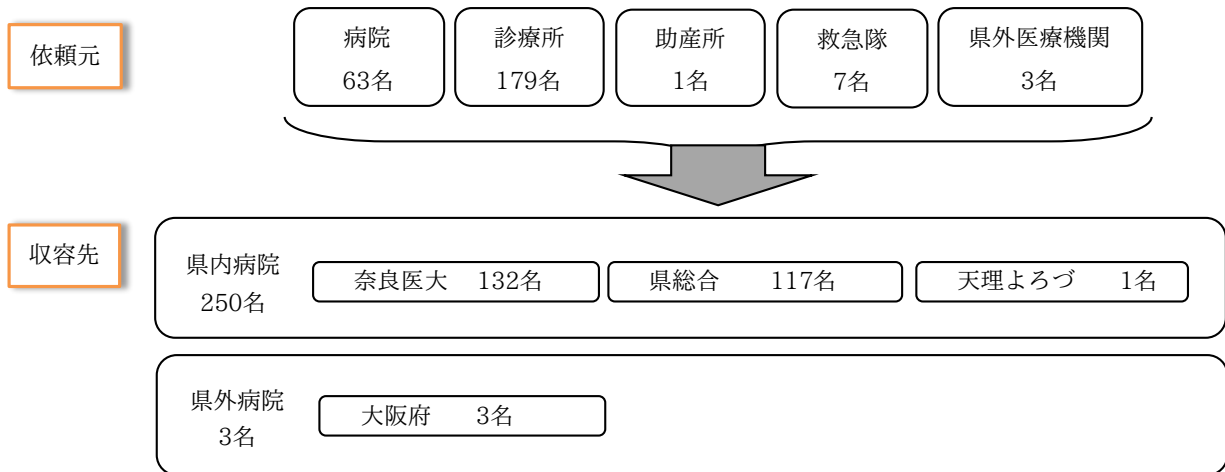 依頼元
病院
63名
診療所
179名
助産所
1名
救急隊
7名
県外医療機関
3名
収容先
県内病院
250名
奈良医大 132名
県総合 117名
天理よろづ 1名
県外病院
3名
大阪府 3名